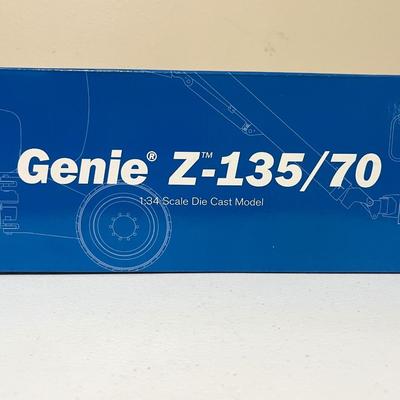 Genie® Z™-135/70
1:34 Scale Die Cast Model